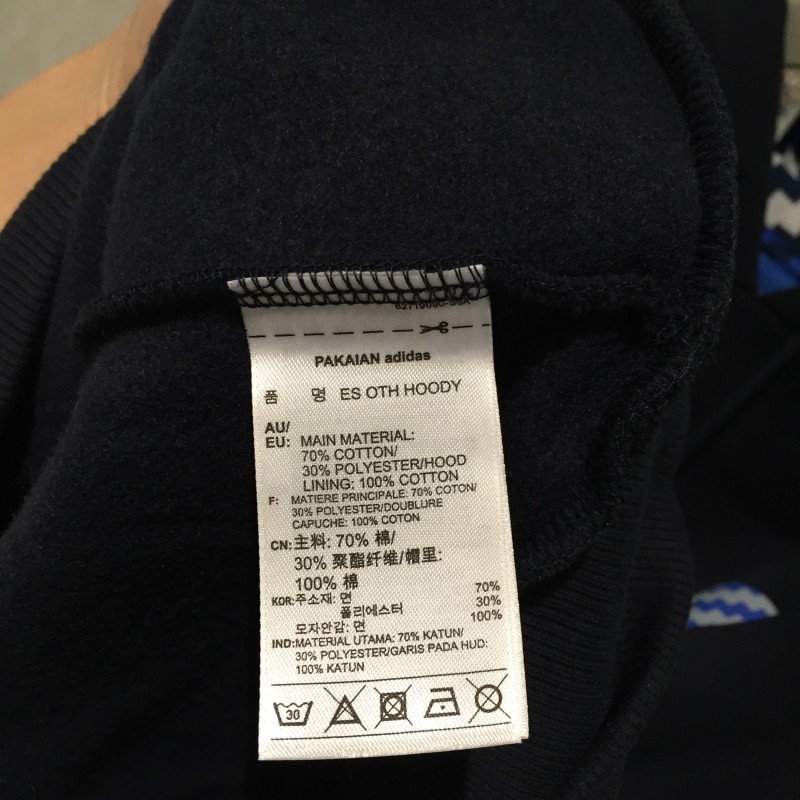 PAKAIAN adidas
품 명 ES OTH HOODY
AU/
EU: MAIN MATERIAL:
70% COTTON/
30% POLYESTER/HOOD
LINING: 100% COTTON
F: MATIERE PRINCIPALE: 70% COTON/
30% POLYESTER/DOUBLURE
CAPUCHE: 100% COTON
CN: 主料: 70% 棉/
30% 聚酯纤维/帽里:
100% 棉
KOR: 주소재: 면 70%
폴리에스터 30%
모자안감: 면 100%
IND: MATERIAL UTAMA: 70% KATUN/
30% POLYESTER/GARIS PADA HUD:
100% KATUN
30